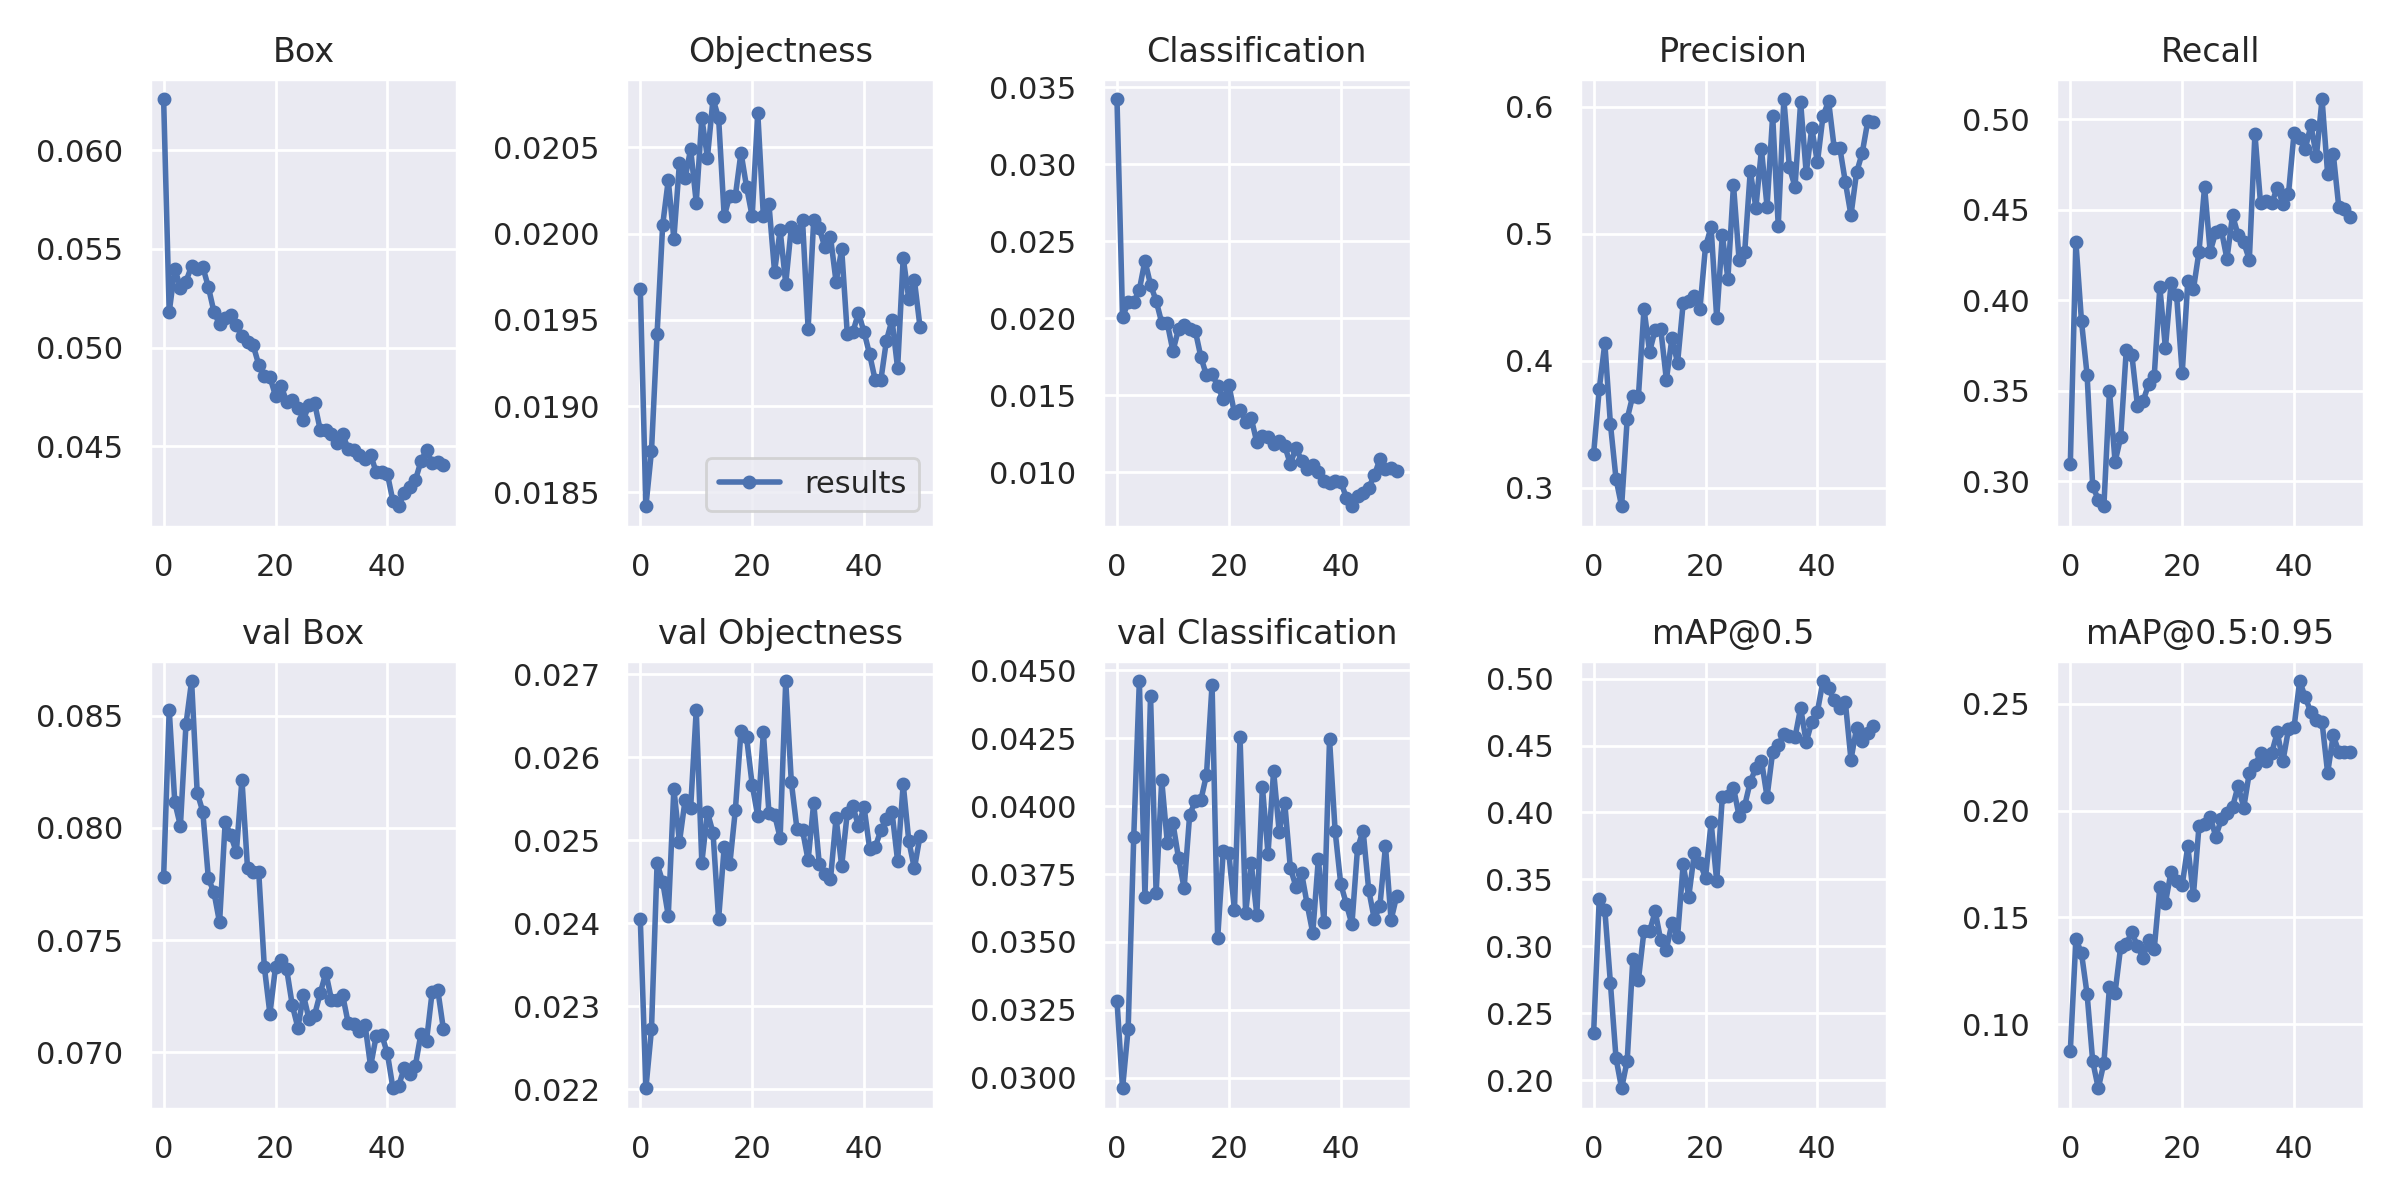 Box
0.060
0.055
0.050
0.045
0 20 40
Objectness
0.0205
0.0200
0.0195
0.0190
0.0185
results
0 20 40
Classification
0.035
0.030
0.025
0.020
0.015
0.010
0 20 40
Precision
0.6
0.5
0.4
0.3
0 20 40
Recall
0.50
0.45
0.40
0.35
0.30
0 20 40
val Box
0.085
0.080
0.075
0.070
0 20 40
val Objectness
0.027
0.026
0.025
0.024
0.023
0.022
0 20 40
val Classification
0.0450
0.0425
0.0400
0.0375
0.0350
0.0325
0.0300
0 20 40
mAP@0.5
0.50
0.45
0.40
0.35
0.30
0.25
0.20
0 20 40
mAP@0.5:0.95
0.25
0.20
0.15
0.10
0 20 40